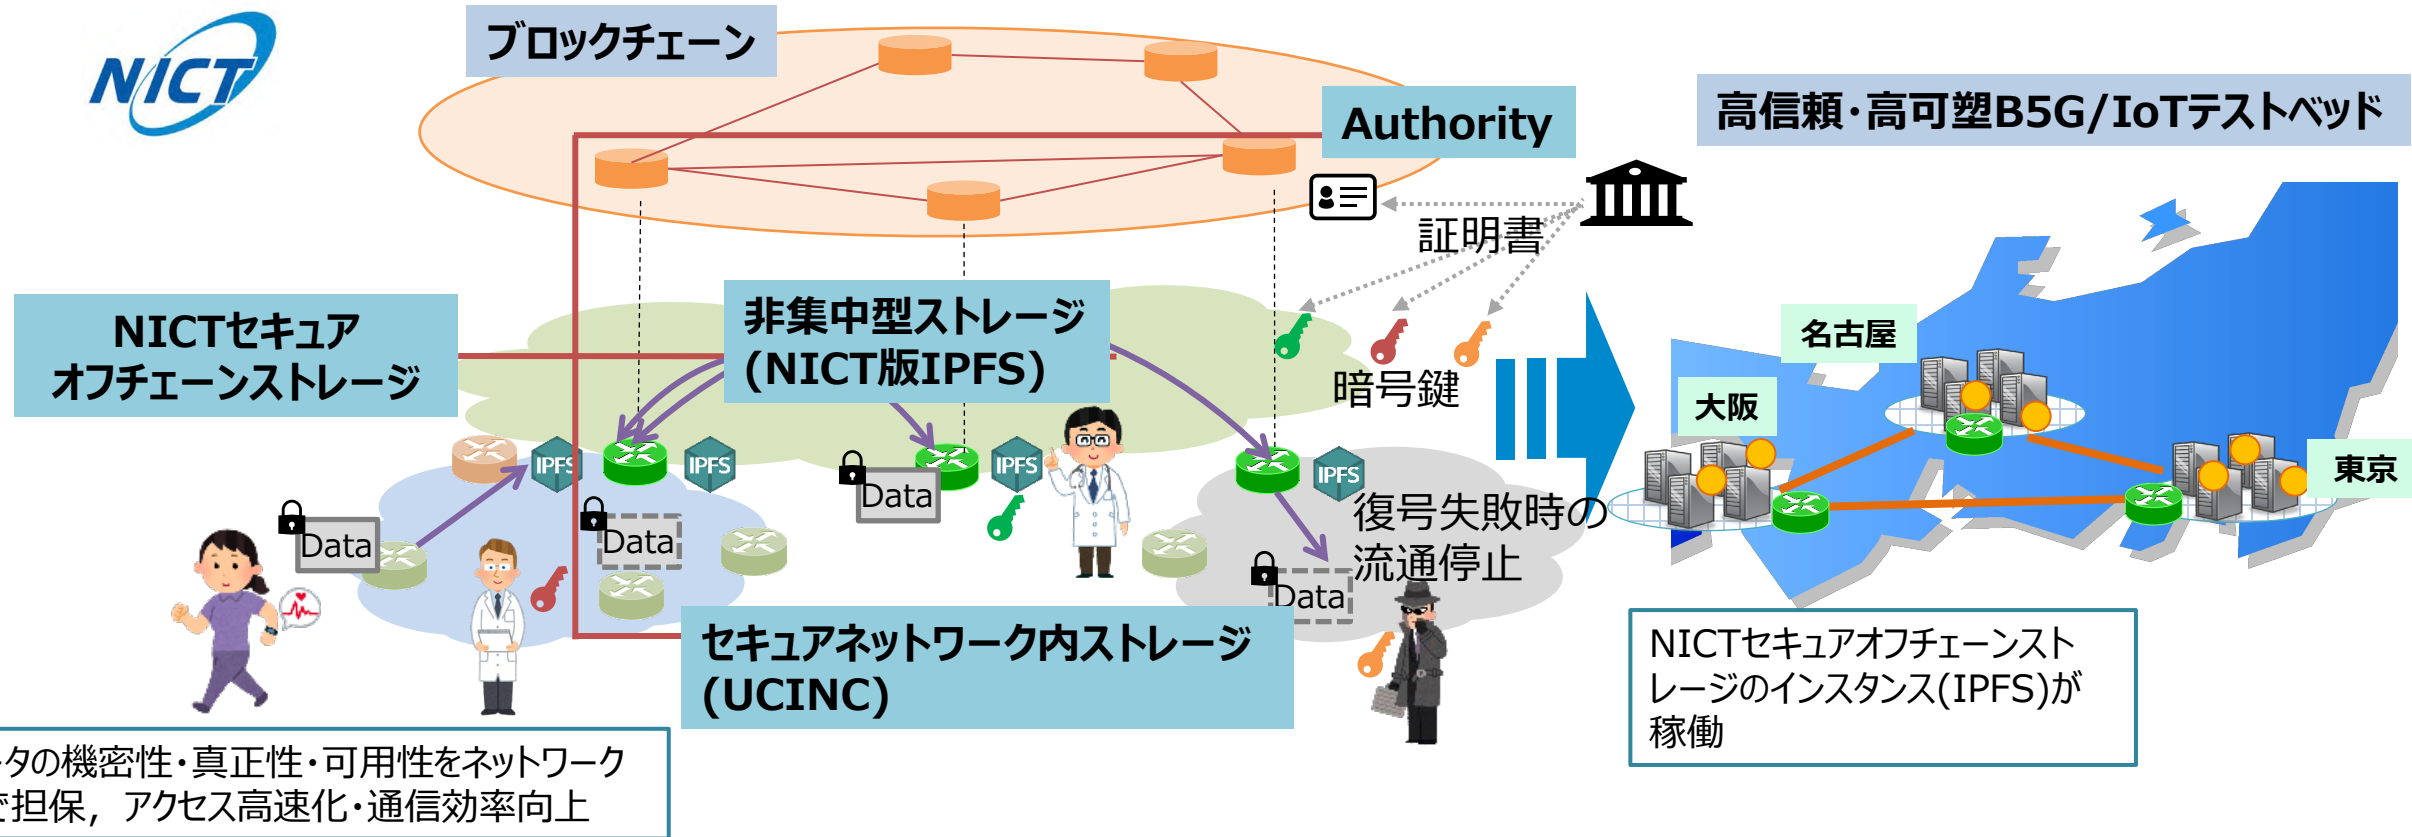 NICT
ブロックチェーン
Authority
高信頼・高可塑B5G/IoTテストベッド
証明書
NICTセキュア
オフチェーンストレージ
非集中型ストレージ
(NICT版IPFS)
暗号鍵
名古屋
大阪
東京
IPFS
IPFS
IPFS
IPFS
Data
Data
Data
Data
復号失敗時の
流通停止
セキュアネットワーク内ストレージ
(UCINC)
NICTセキュアオフチェーンスト
レージのインスタンス(IPFS)が
稼働
タの機密性・真正性・可用性をネットワーク
で担保，アクセス高速化・通信効率向上